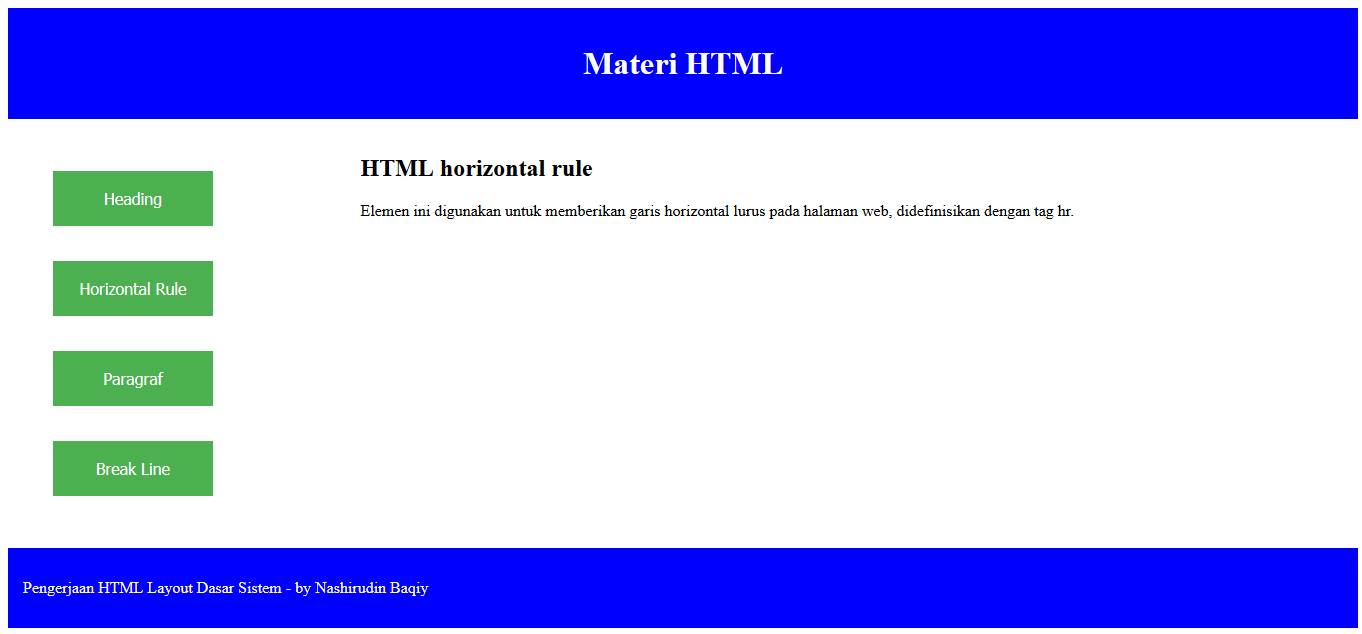 Materi HTML
Heading
Horizontal Rule
Paragraf
Break Line
HTML horizontal rule
Elemen ini digunakan untuk memberikan garis horizontal lurus pada halaman web, didefinisikan dengan tag hr.
Pengerjaan HTML Layout Dasar Sistem - by Nashirudin Baqiy